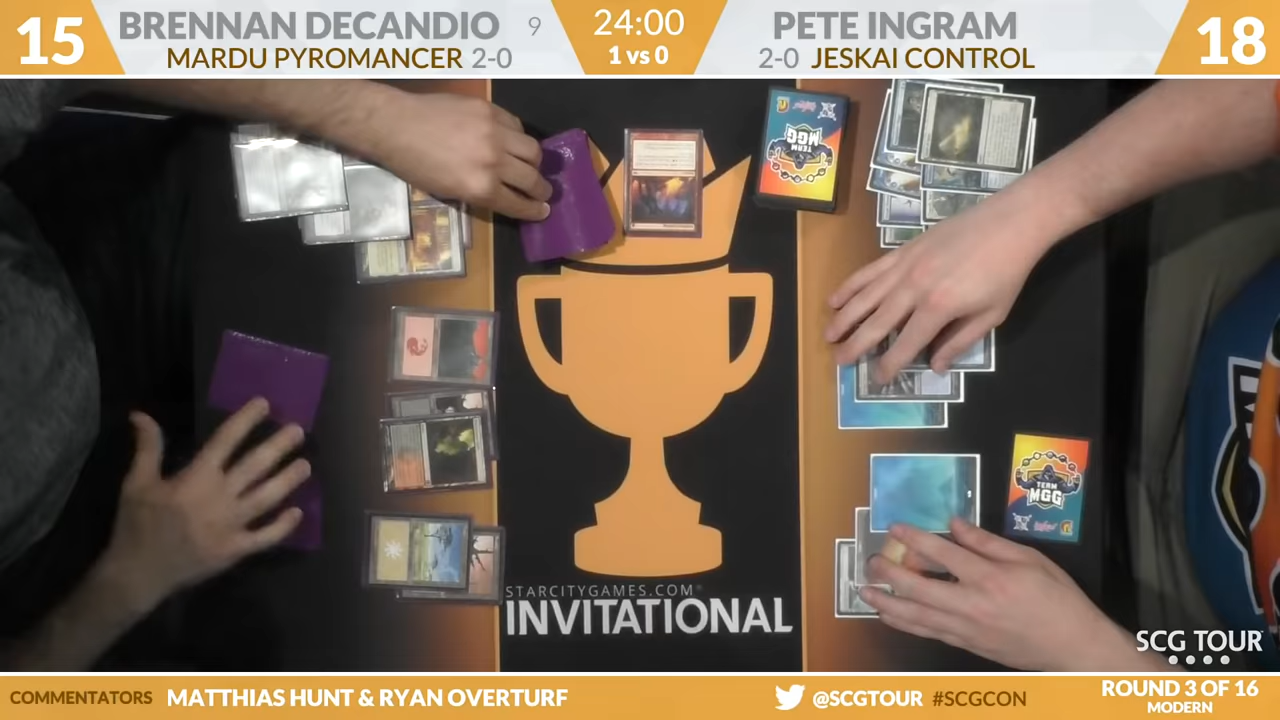 15
BRENNAN DECANDIO 9
MARDU PYROMANCER 2-0
24:00
1 vs 0
PETE INGRAM
2-0 JESKAI CONTROL
18
TERM
MGG
TERM
MGG
STARCITYGAMES.COM
INVITATIONAL
SCG TOUR
COMMENTATORS MATTHIAS HUNT & RYAN OVERTURF
@SCGTOUR #SCGCON
ROUND 3 OF 16
MODERN